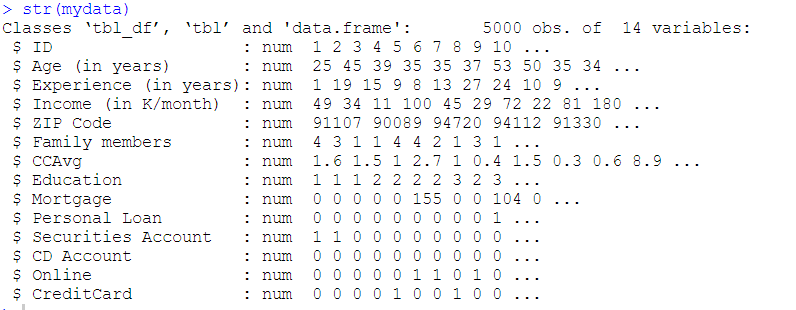 > str(mydata)
Classes ‘tbl_df’, ‘tbl’ and 'data.frame':       5000 obs. of  14 variables:
 $ ID                   : num  1 2 3 4 5 6 7 8 9 10 ...
 $ Age (in years)       : num  25 45 39 35 35 37 53 50 35 34 ...
 $ Experience (in years): num  1 19 15 9 8 13 27 24 10 9 ...
 $ Income (in K/month)  : num  49 34 11 100 45 29 72 22 81 180 ...
 $ ZIP Code             : num  91107 90089 94720 94112 91330 ...
 $ Family members       : num  4 3 1 1 4 4 2 1 3 1 ...
 $ CCAvg                : num  1.6 1.5 1 2.7 1 0.4 1.5 0.3 0.6 8.9 ...
 $ Education            : num  1 1 1 2 2 2 2 3 2 3 ...
 $ Mortgage             : num  0 0 0 0 0 155 0 0 104 0 ...
 $ Personal Loan        : num  0 0 0 0 0 0 0 0 0 1 ...
 $ Securities Account   : num  1 1 0 0 0 0 0 0 0 0 ...
 $ CD Account           : num  0 0 0 0 0 0 0 0 0 0 ...
 $ Online               : num  0 0 0 0 0 1 1 0 1 0 ...
 $ CreditCard           : num  0 0 0 0 1 0 0 1 0 0 ...